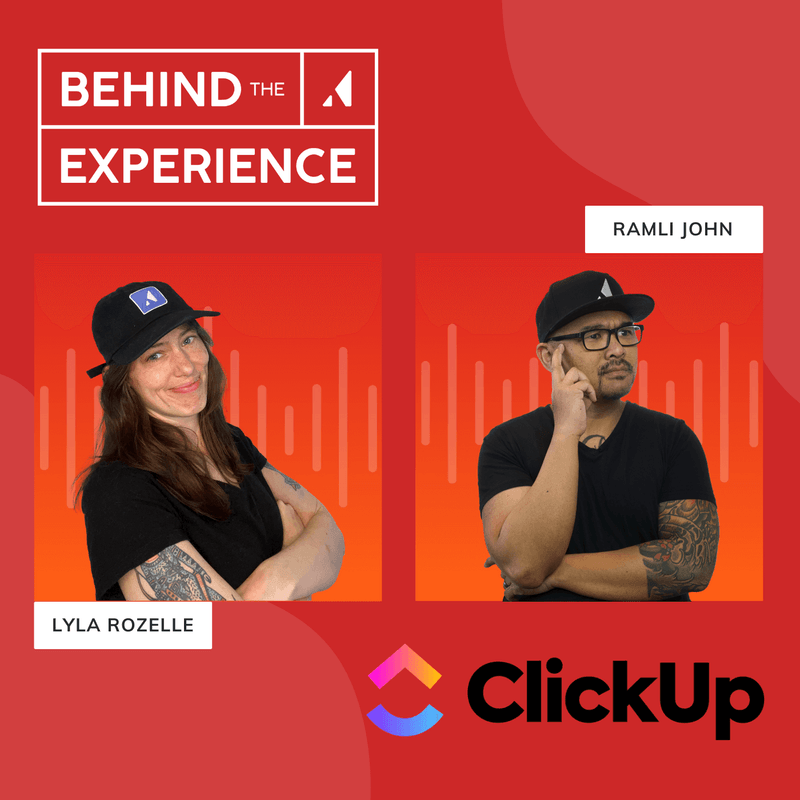 BEHIND THE
EXPERIENCE
RAMLI JOHN
LYLA ROZELLE
ClickUp